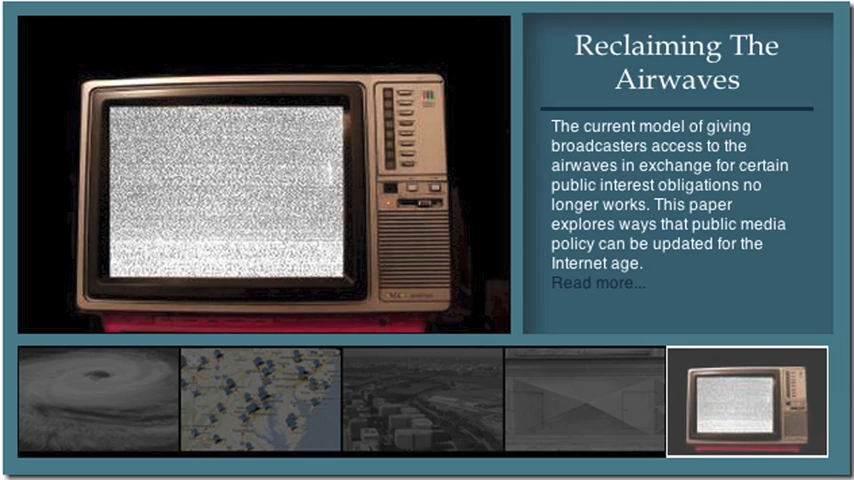 Reclaiming The
Airwaves
The current model of giving
broadcasters access to the
airwaves in exchange for certain
public interest obligations no
longer works. This paper
explores ways that public media
policy can be updated for the
Internet age.
Read more...